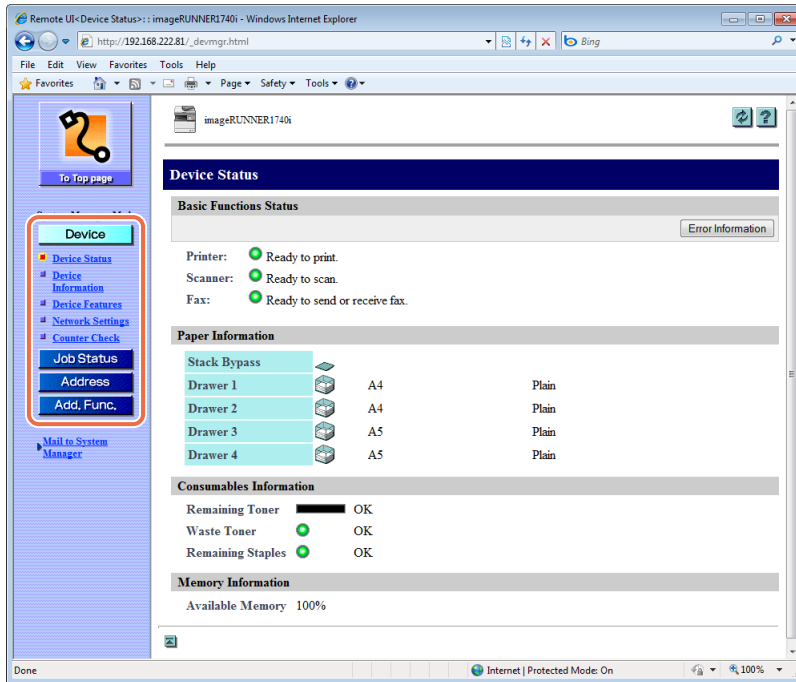 Remote UI<Device Status>: : imageRUNNER1740i - Windows Internet Explorer
http://192.168.222.81/_devmgr.html
Bing
File Edit View Favorites Tools Help
Favorites Page Safety Tools
To Top page
imageRUNNER1740i
Device Status
Basic Functions Status
Error Information
Printer: Ready to print.
Scanner: Ready to scan.
Fax: Ready to send or receive fax.
Device
Device Status
Device
Information
Device Features
Network Settings
Counter Check
Job Status
Address
Add. Func.
Mail to System
Manager
Paper Information
Stack Bypass
Drawer 1 A4 Plain
Drawer 2 A4 Plain
Drawer 3 A5 Plain
Drawer 4 A5 Plain
Consumables Information
Remaining Toner OK
Waste Toner OK
Remaining Staples OK
Memory Information
Available Memory 100%
Done
Internet | Protected Mode: On
100%